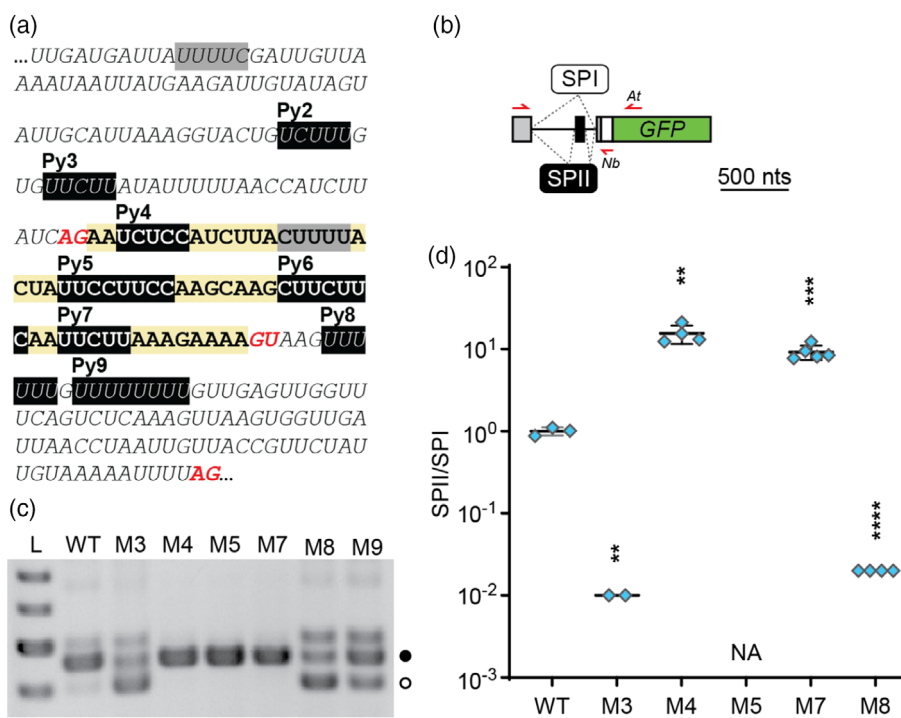 (a)
...UUGAUGAUUAUUUUCGAUUGUUA
AAAUAAUUAUGAAGAUUGUAUAGU
Py2
AUUGCAUUAAAGGUACUGUCUUUG
Py3
UGUUCUUAUAUUUUUAACCAUCUU
Py4
AUCAGAAUCUCCAUCUUACUUUUA
Py5 Py6
CUAUUCCUUCCAAGCAAGCUUCUU
Py7 Py8
CAAUUCUUAAAGAAAAGUAAGUUU
Py9
UUUGUUUUUUUUGUUGAGUUGGUU
UCAGUCUCAAAGUUAAGUGGUUGA
UUAACCUAAUUGUUACCGUUCUAU
UGUAAAAAUUUUAG...
(b)
SPI
At
GFP
Nb
SPII
500 nts
(c)
L WT M3 M4 M5 M7 M8 M9
(d)
SPII/SPI
10²
10¹
10⁰
10⁻¹
10⁻²
10⁻³
**
**
***
****
NA
WT M3 M4 M5 M7 M8